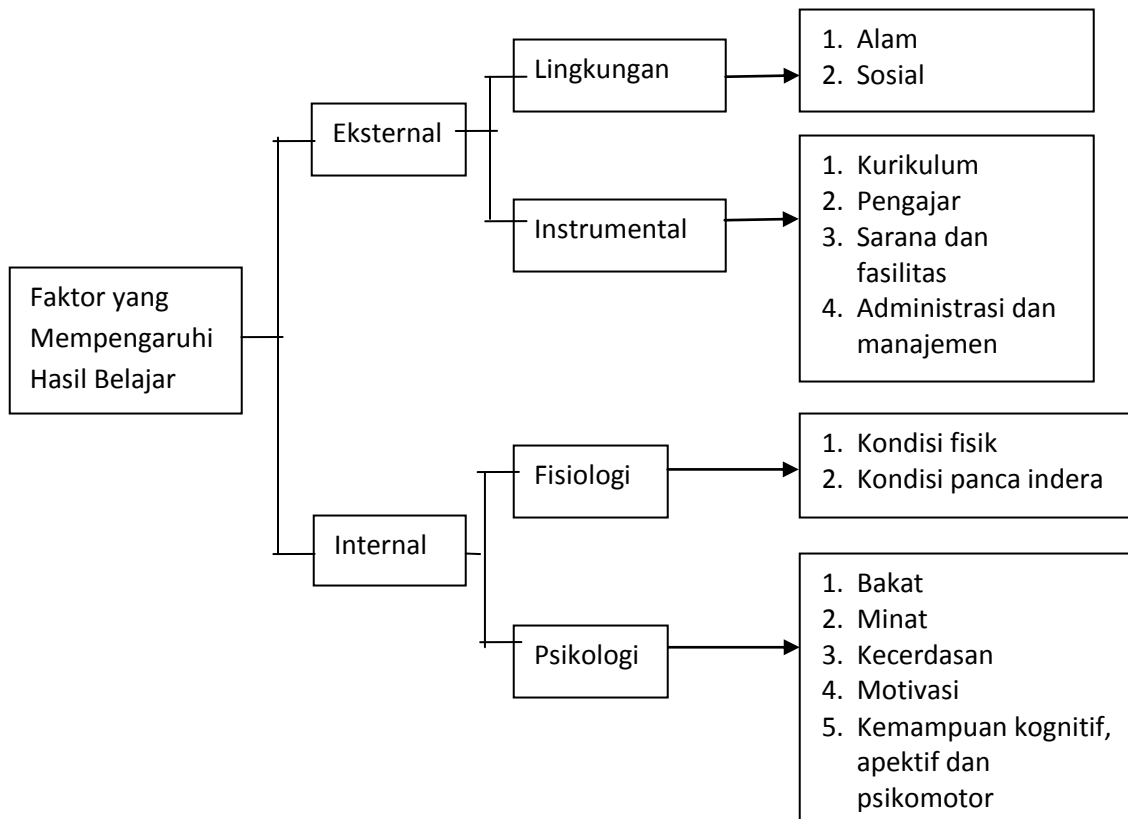 Faktor yang
Mempengaruhi
Hasil Belajar
Eksternal
Lingkungan
1. Alam
2. Sosial
Instrumental
1. Kurikulum
2. Pengajar
3. Sarana dan
fasilitas
4. Administrasi dan
manajemen
Internal
Fisiologi
1. Kondisi fisik
2. Kondisi panca indera
Psikologi
1. Bakat
2. Minat
3. Kecerdasan
4. Motivasi
5. Kemampuan kognitif,
apektif dan
psikomotor